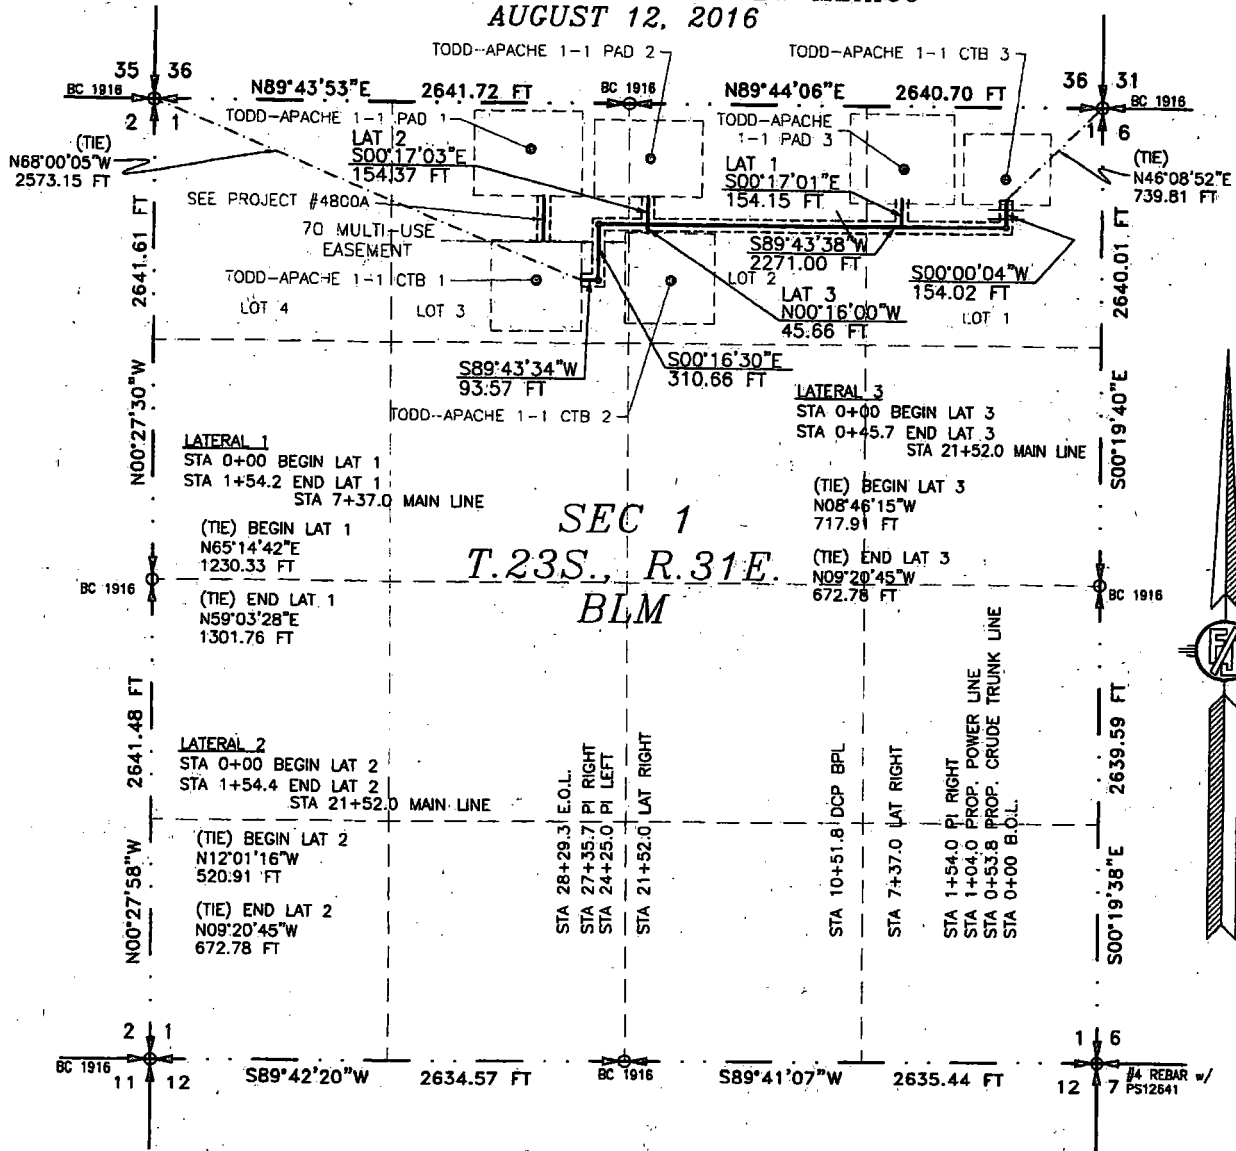 AUGUST 12, 2016
TODD-APACHE 1-1 PAD 2
TODD-APACHE 1-1 CTB 3
35 36
BC 1916
N89°43'53"E 2641.72 FT
BC 1916
N89°44'06"E 2640.70 FT
36 31
BC 1916
2 1
1 6
TODD-APACHE 1-1 PAD 1
LAT 2
S00°17'03"E
154.37 FT
TODD-APACHE
1-1 PAD 3
LAT 1
S00°17'01"E
154.15 FT
(TIE)
N68°00'05"W
2573.15 FT
(TIE)
N46°08'52"E
739.81 FT
SEE PROJECT #4800A
70 MULTI-USE
EASEMENT
S89°43'38"W
2271.00 FT
S00°00'04"W
154.02 FT
TODD-APACHE 1-1 CTB 1
LOT 4
LOT 3
LOT 2
LOT 1
LAT 3
N00°16'00"W
45.66 FT
S89°43'34"W
93.57 FT
S00°16'30"E
310.66 FT
TODD-APACHE 1-1 CTB 2
2641.61 FT
N00°27'30"W
2640.01 FT
S00°19'40"E
LATERAL 3
STA 0+00 BEGIN LAT 3
STA 0+45.7 END LAT 3
STA 21+52.0 MAIN LINE
LATERAL 1
STA 0+00 BEGIN LAT 1
STA 1+54.2 END LAT 1
STA 7+37.0 MAIN LINE
(TIE) BEGIN LAT 1
N65°14'42"E
1230.33 FT
(TIE) END LAT 1
N59°03'28"E
1301.76 FT
(TIE) BEGIN LAT 3
N08°46'15"W
717.91 FT
(TIE) END LAT 3
N09°20'45"W
672.78 FT
SEC 1
T.23S., R.31E.
BLM
BC 1916
BC 1916
2641.48 FT
N00°27'58"W
2639.59 FT
S00°19'38"E
LATERAL 2
STA 0+00 BEGIN LAT 2
STA 1+54.4 END LAT 2
STA 21+52.0 MAIN LINE
(TIE) BEGIN LAT 2
N12°01'16"W
520.91 FT
(TIE) END LAT 2
N09°20'45"W
672.78 FT
STA 28+29.3 E.O.L.
STA 27+35.7 PI RIGHT
STA 24+25.0 PI LEFT
STA 21+52.0 LAT RIGHT
STA 10+51.8 DCP BPL
STA 7+37.0 LAT RIGHT
STA 1+54.0 PI RIGHT
STA 1+04.0 PROP. POWER LINE
STA 0+53.8 PROP. CRUDE TRUNK LINE
STA 0+00 B.O.L.
2 1
BC 1916
11 12
S89°42'20"W 2634.57 FT
BC 1916
S89°41'07"W 2635.44 FT
1 6
12 7
#4 REBAR w/
PS12641